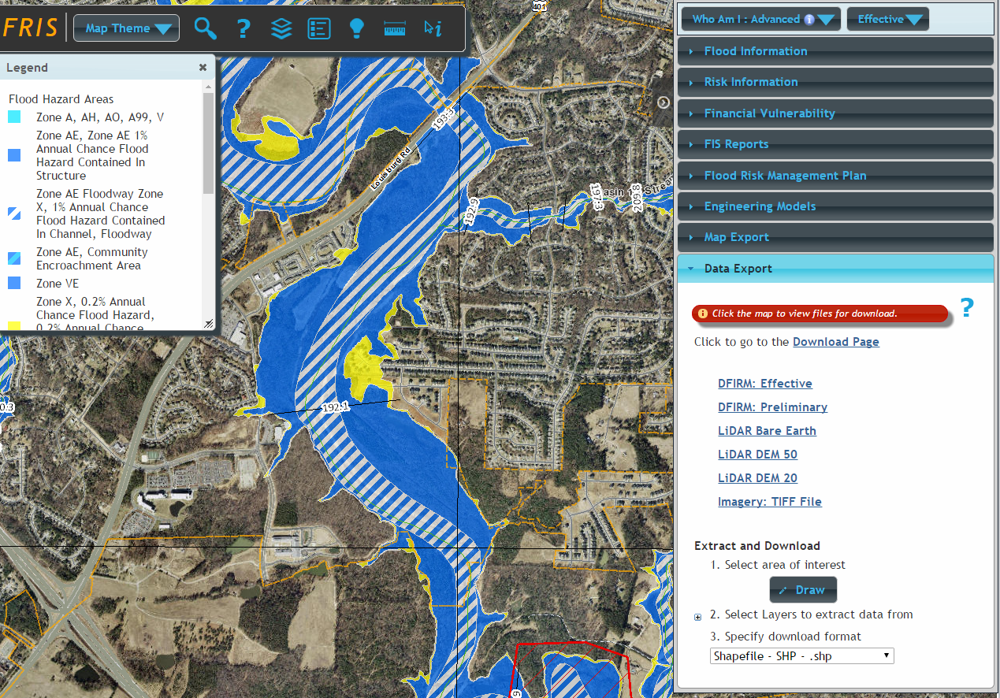 FRIS
Map Theme
?
Legend
×
Flood Hazard Areas
Zone A, AH, AO, A99, V
Zone AE, Zone AE 1%
Annual Chance Flood
Hazard Contained In
Structure
Zone AE Floodway Zone
X, 1% Annual Chance
Flood Hazard Contained
In Channel, Floodway
Zone AE, Community
Encroachment Area
Zone VE
Zone X, 0.2% Annual
Chance Flood Hazard,
0.2% Annual Chance
401
193.3
Louisburg Rd
192.9
197.3
asin 1
Strea
209.8
192.1
0.3
Who Am I : Advanced
Effective
Flood Information
Risk Information
Financial Vulnerability
FIS Reports
Flood Risk Management Plan
Engineering Models
Map Export
Data Export
Click the map to view files for download.
?
Click to go to the Download Page
DFIRM: Effective
DFIRM: Preliminary
LiDAR Bare Earth
LiDAR DEM 50
LiDAR DEM 20
Imagery: TIFF File
Extract and Download
1. Select area of interest
Draw
2. Select Layers to extract data from
3. Specify download format
Shapefile - SHP - .shp